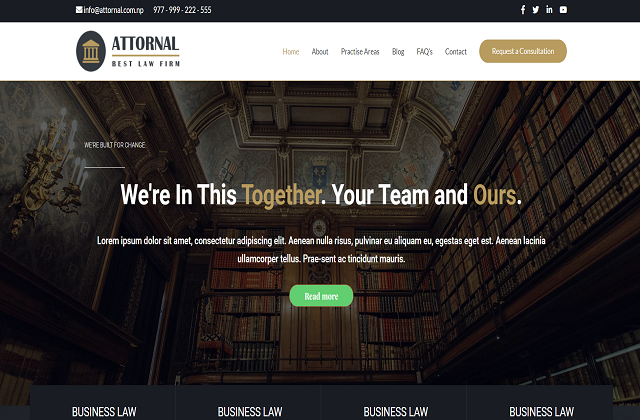 info@attornal.com.np 977 - 999 - 222 - 555
ATTORNAL
BEST LAW FIRM
Home About Practise Areas Blog FAQ's Contact Request a Consultation
WE'RE BUILT FOR CHANGE
We're In This Together. Your Team and Ours.
Lorem ipsum dolor sit amet, consectetur adipiscing elit. Aenean nulla risus, pulvinar eu aliquam eu, egestas eget est. Aenean lacinia
ullamcorper tellus. Prae-sent ac tincidunt mauris.
Read more
BUSINESS LAW BUSINESS LAW BUSINESS LAW BUSINESS LAW